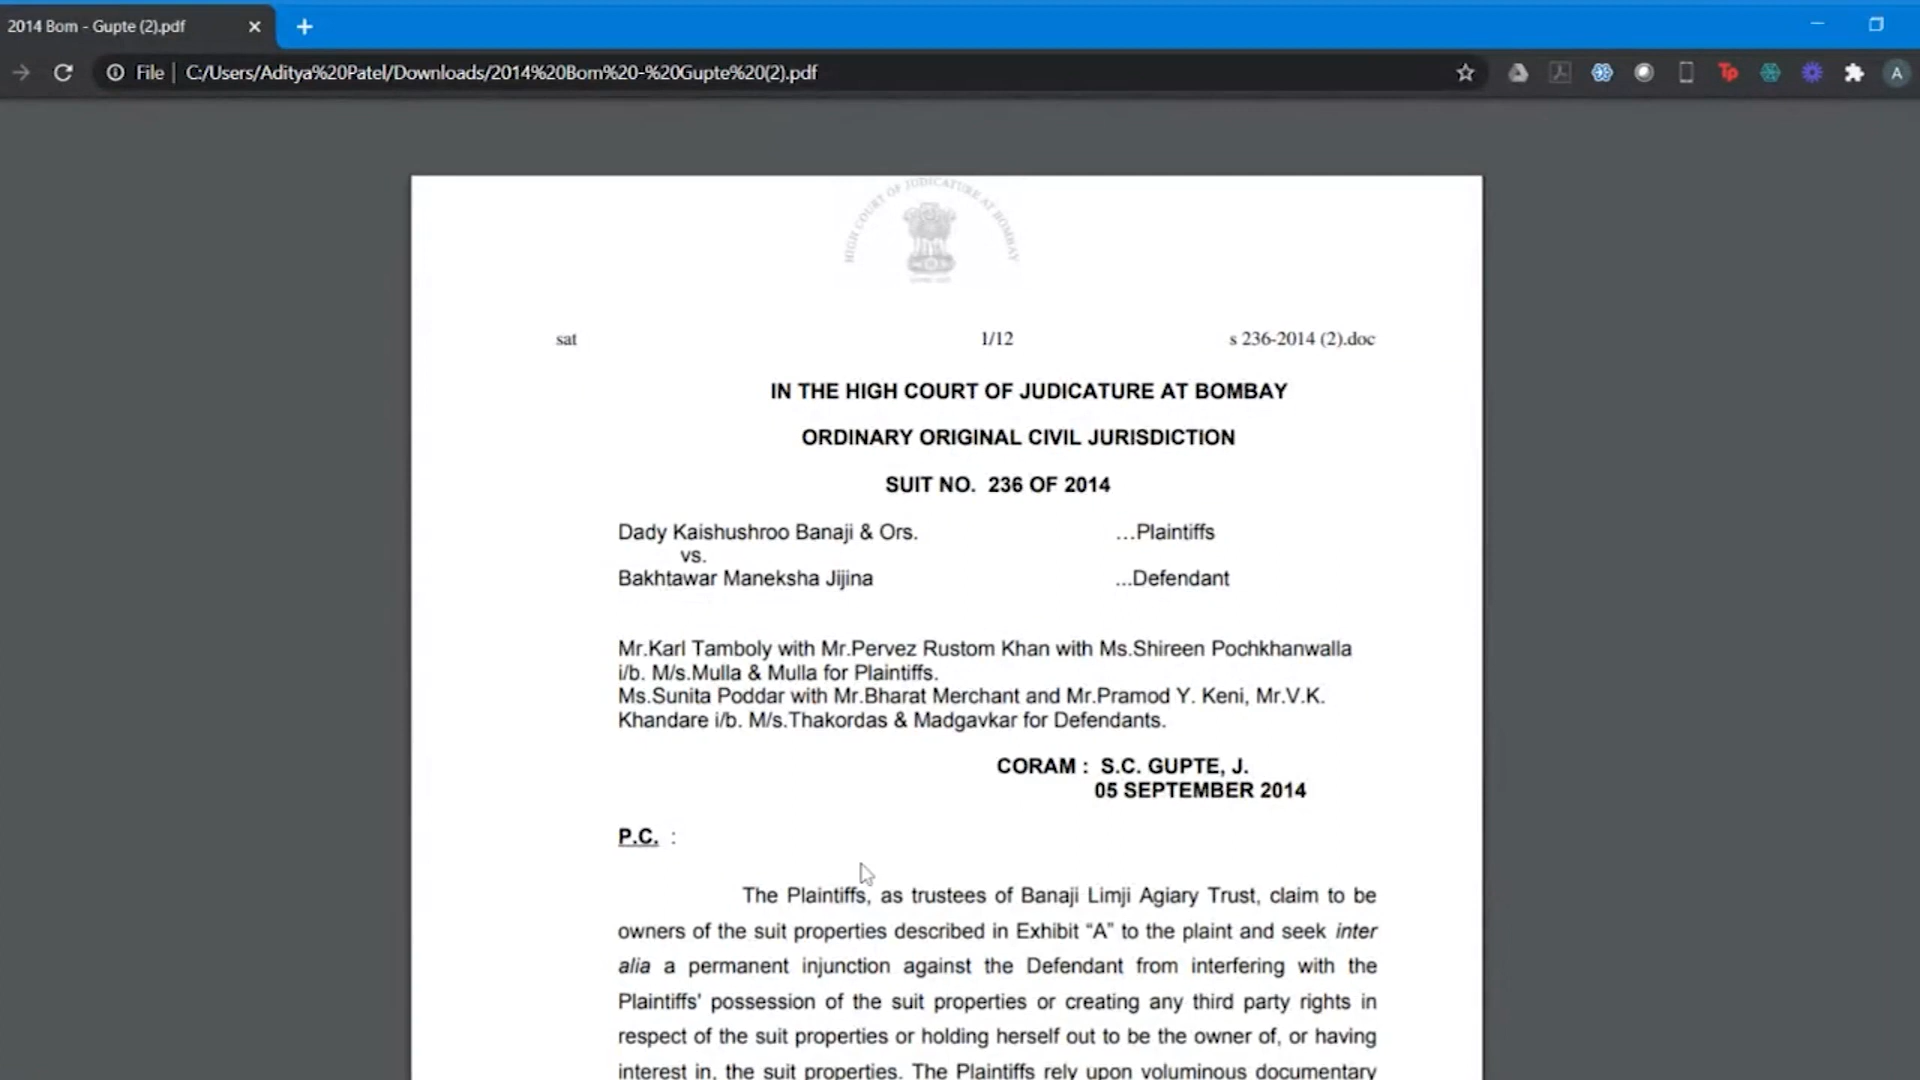 2014 Bom - Gupte (2).pdf
File
C:/Users/Aditya%20Patel/Downloads/2014%20Bom%20-%20Gupte%20(2).pdf
Tp
A
HIGH COURT OF JUDICATURE AT BOMBAY
sat 1/12 s 236-2014 (2).doc
IN THE HIGH COURT OF JUDICATURE AT BOMBAY
ORDINARY ORIGINAL CIVIL JURISDICTION
SUIT NO. 236 OF 2014
Dady Kaishushroo Banaji & Ors. ...Plaintiffs
vs.
Bakhtawar Maneksha Jijina ...Defendant
Mr.Karl Tamboly with Mr.Pervez Rustom Khan with Ms.Shireen Pochkhanwalla
i/b. M/s.Mulla & Mulla for Plaintiffs.
Ms.Sunita Poddar with Mr.Bharat Merchant and Mr.Pramod Y. Keni, Mr.V.K.
Khandare i/b. M/s.Thakordas & Madgavkar for Defendants.
CORAM : S.C. GUPTE, J.
05 SEPTEMBER 2014
P.C. :
The Plaintiffs, as trustees of Banaji Limji Agiary Trust, claim to be
owners of the suit properties described in Exhibit “A” to the plaint and seek inter
alia a permanent injunction against the Defendant from interfering with the
Plaintiffs' possession of the suit properties or creating any third party rights in
respect of the suit properties or holding herself out to be the owner of, or having
interest in, the suit properties. The Plaintiffs rely upon voluminous documentary